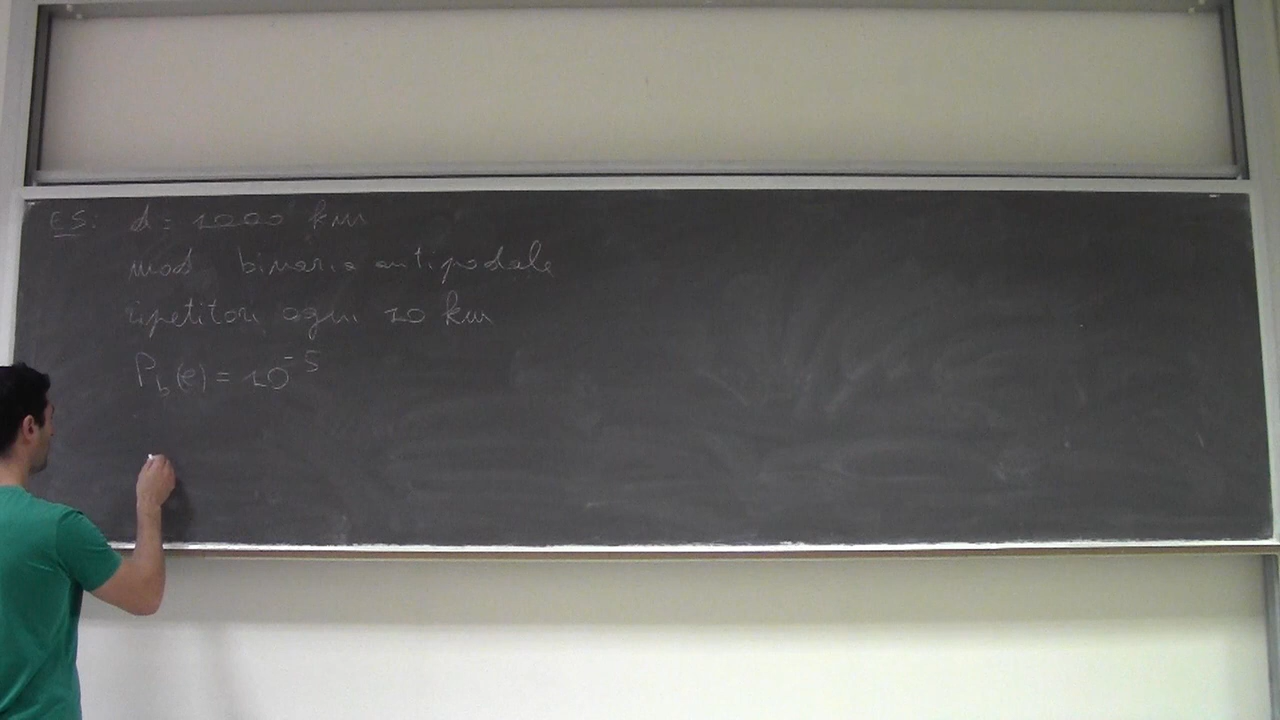 ES: d = 1000 km
mod binaria antipodale
ripetitori ogni 10 km
P_b(e) = 10^-5